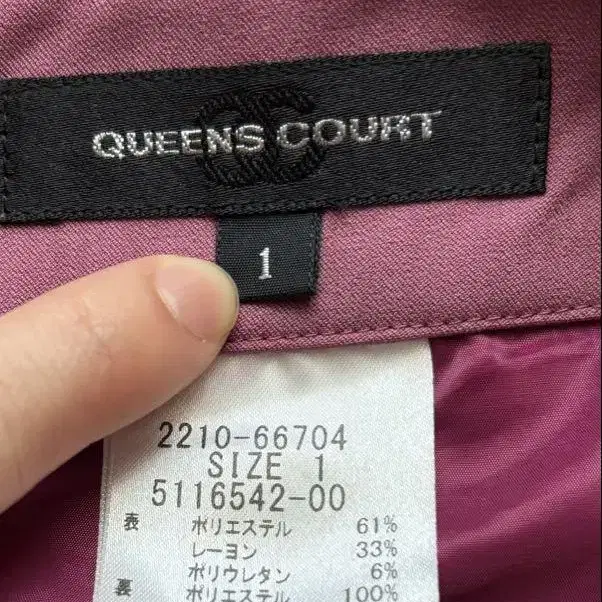 QUEENS COURT
1
2210-66704
SIZE 1
5116542-00
表 ポリエステル 61%
レーヨン 33%
ポリウレタン 6%
裏 ポリエステル 100%